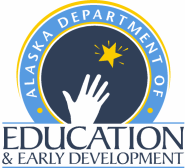 ALASKA DEPARTMENT OF
EDUCATION
& EARLY DEVELOPMENT